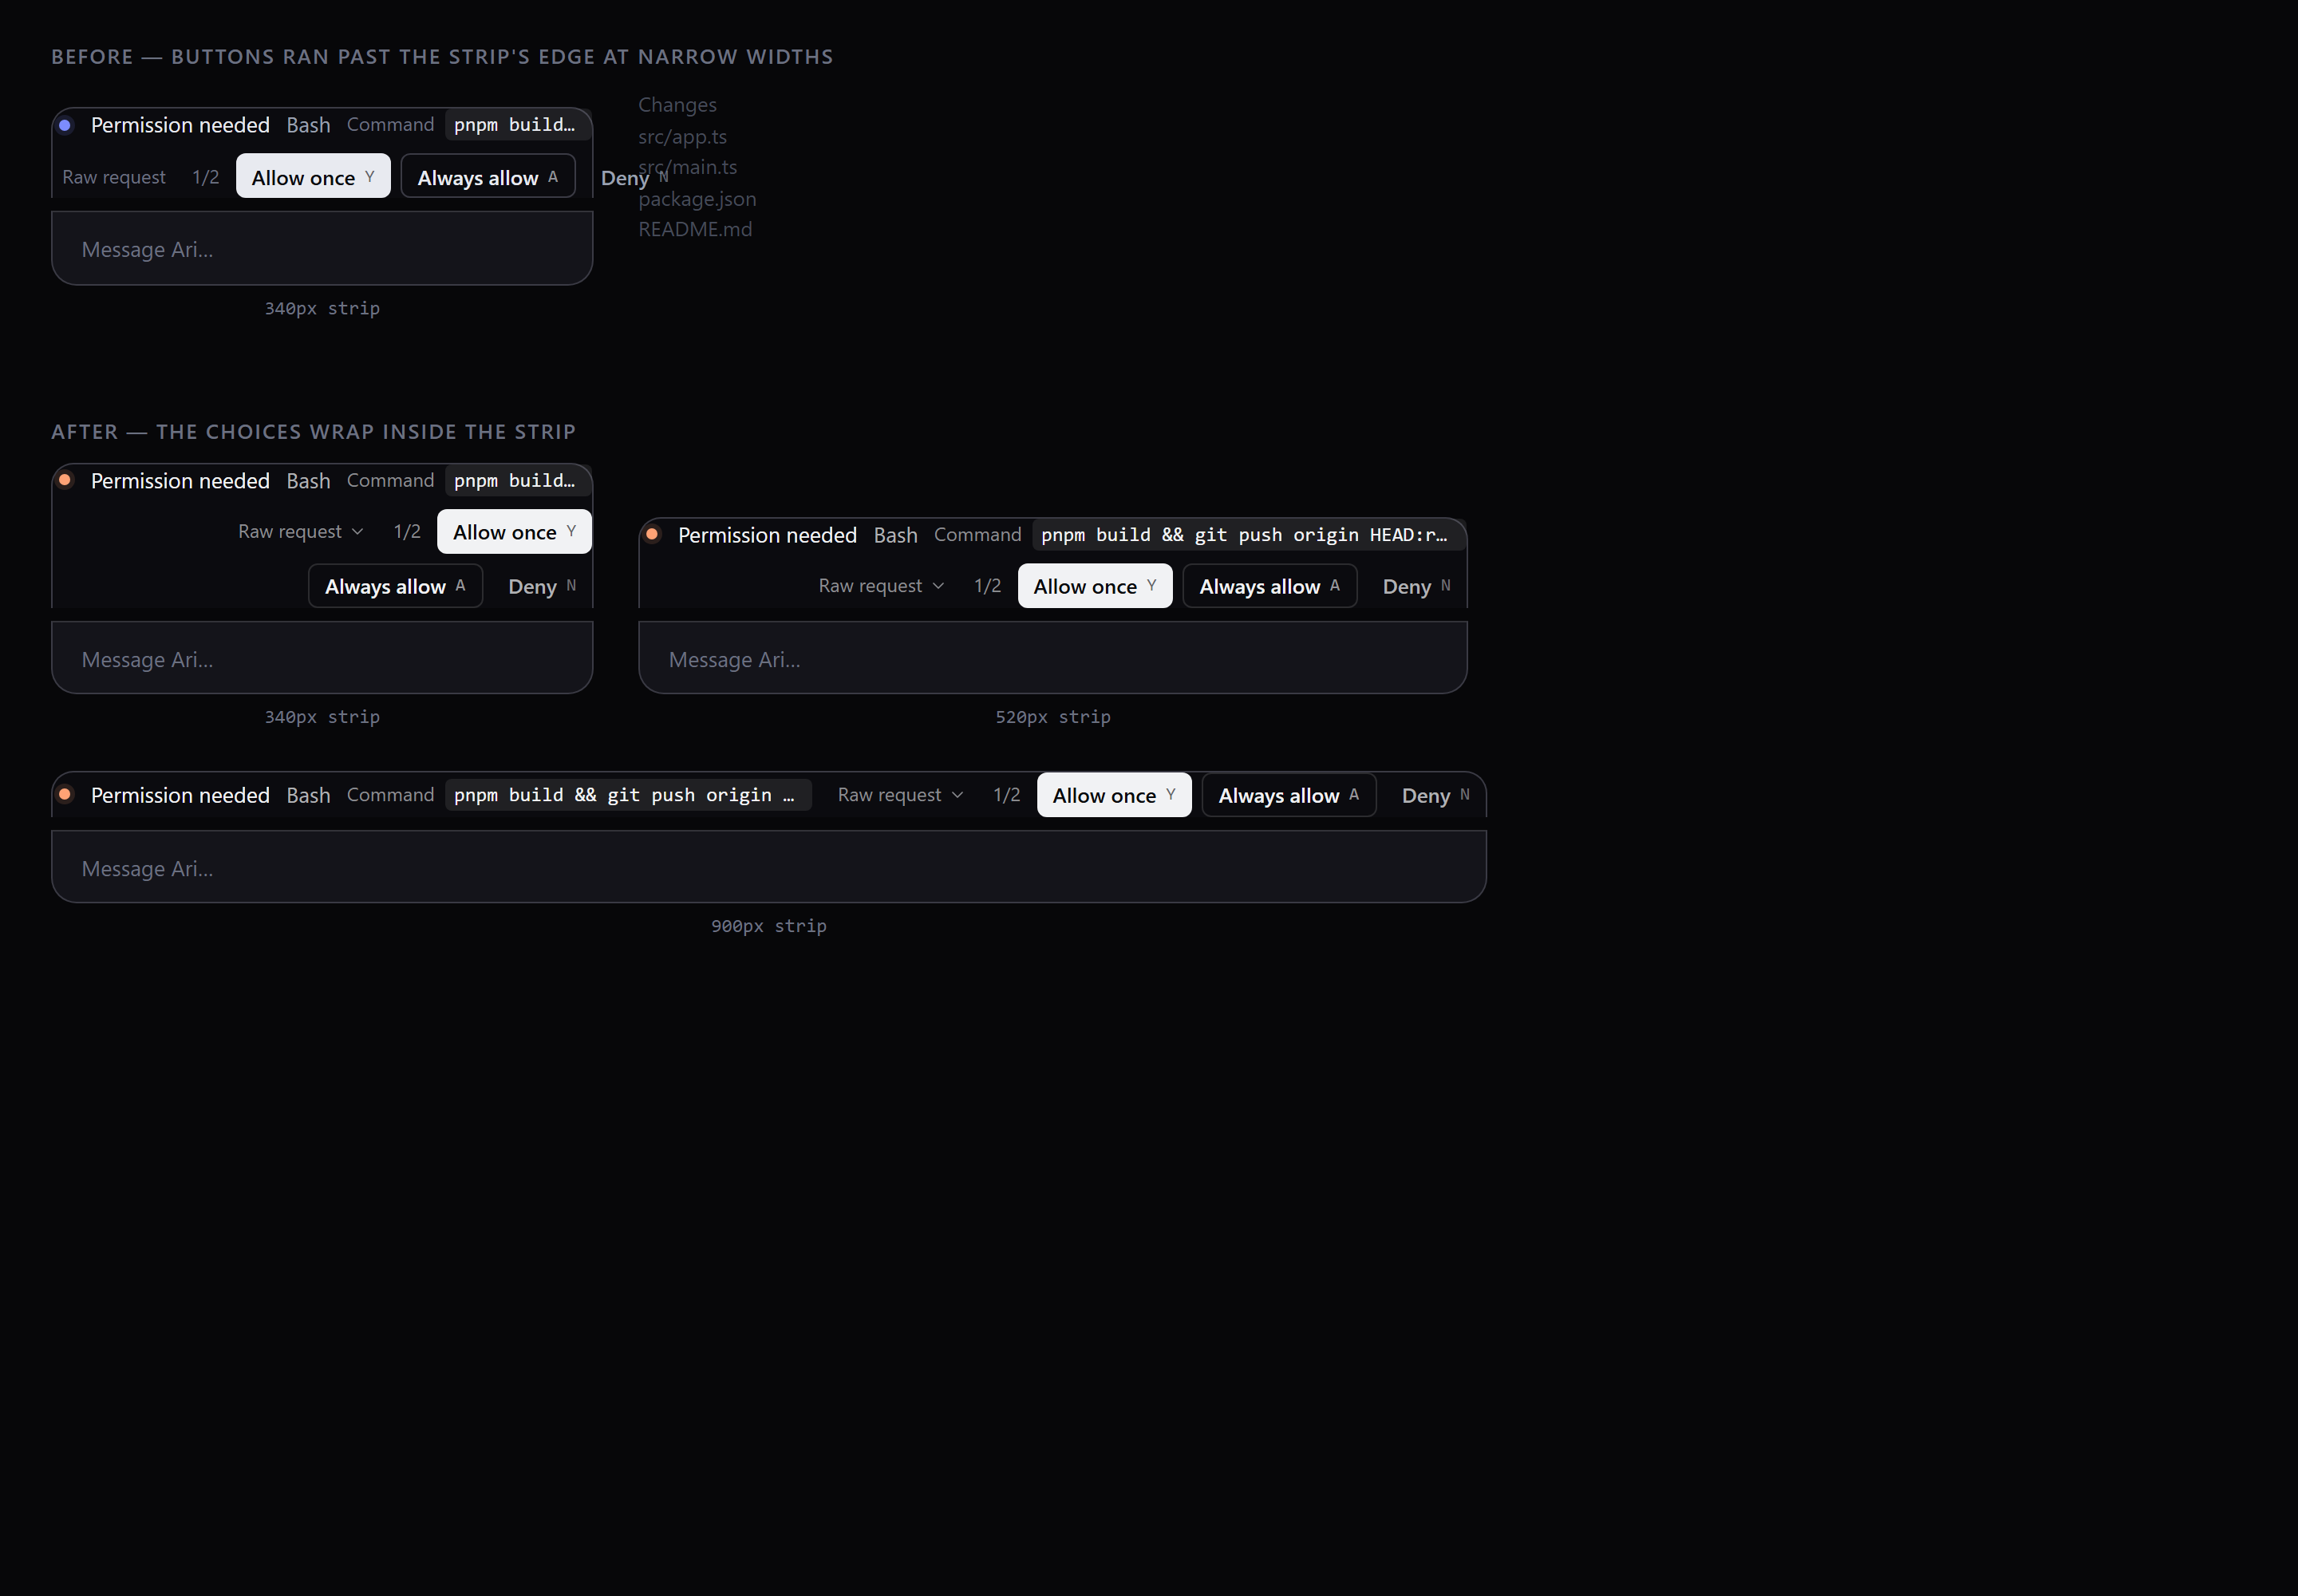 BEFORE — BUTTONS RAN PAST THE STRIP'S EDGE AT NARROW WIDTHS
Permission needed Bash Command pnpm build…
Raw request 1/2 Allow once Y Always allow A Deny N
Message Ari…
340px strip
Changes
src/app.ts
src/main.ts
package.json
README.md
AFTER — THE CHOICES WRAP INSIDE THE STRIP
Permission needed Bash Command pnpm build…
Raw request 1/2 Allow once Y
Always allow A Deny N
Message Ari…
340px strip
Permission needed Bash Command pnpm build && git push origin HEAD:r…
Raw request 1/2 Allow once Y Always allow A Deny N
Message Ari…
520px strip
Permission needed Bash Command pnpm build && git push origin … Raw request 1/2 Allow once Y Always allow A Deny N
Message Ari…
900px strip